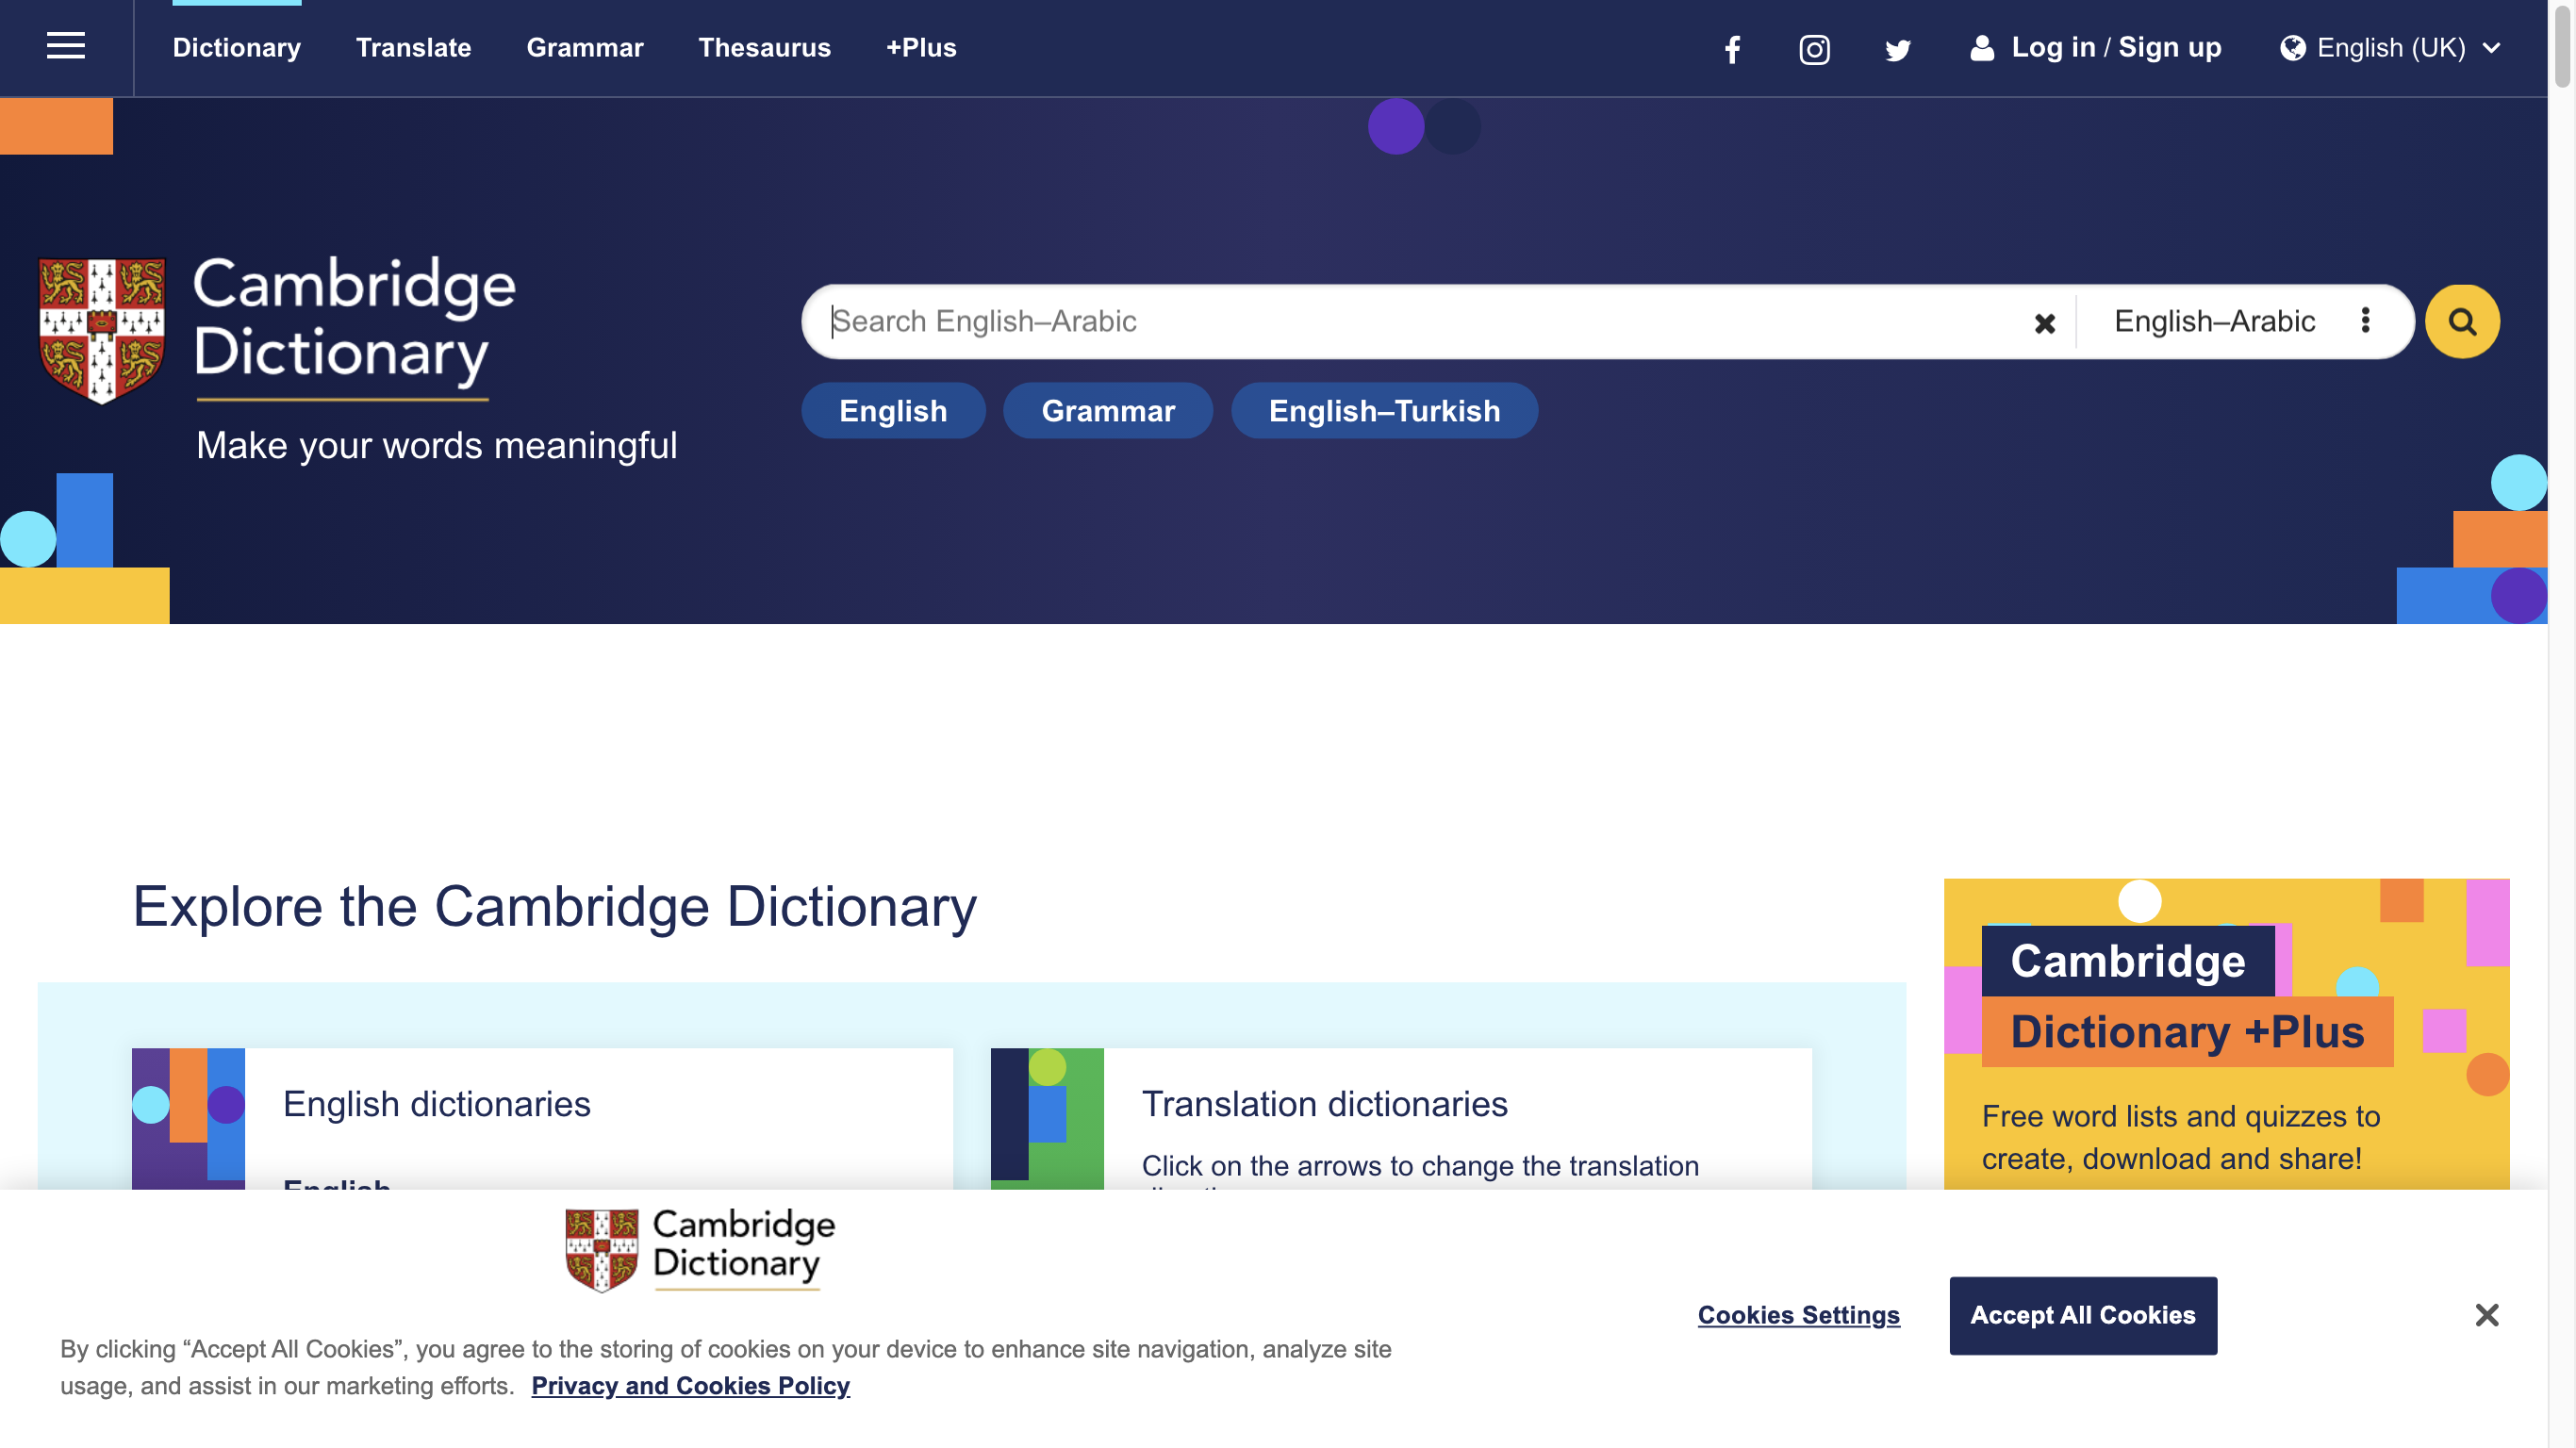 Dictionary Translate Grammar Thesaurus +Plus Log in / Sign up English (UK)
Cambridge
Dictionary
Make your words meaningful
Search English–Arabic English–Arabic
English Grammar English–Turkish
Explore the Cambridge Dictionary
English dictionaries
English
Translation dictionaries
Click on the arrows to change the translation
Cambridge
Dictionary +Plus
Free word lists and quizzes to
create, download and share!
Cambridge
Dictionary
By clicking “Accept All Cookies”, you agree to the storing of cookies on your device to enhance site navigation, analyze site
usage, and assist in our marketing efforts. Privacy and Cookies Policy
Cookies Settings
Accept All Cookies